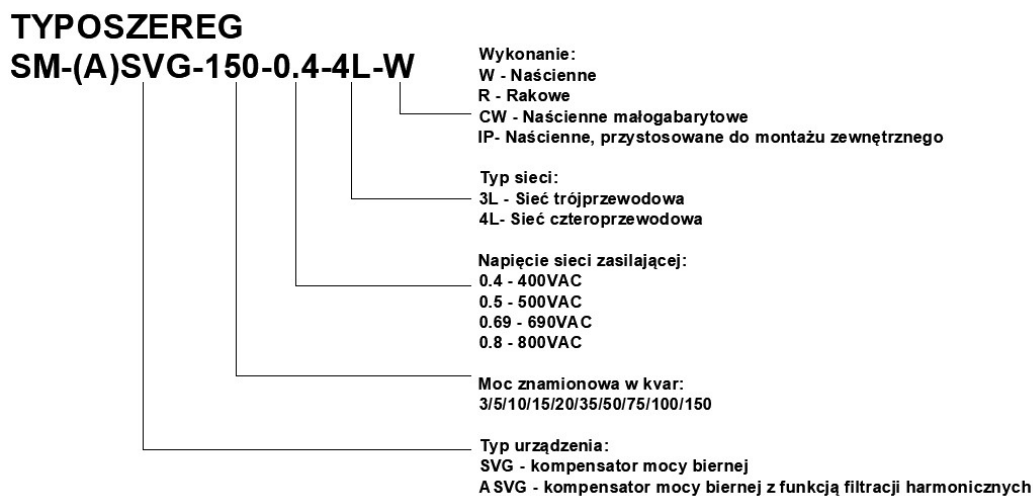 TYPOSZEREG
SM-(A)SVG-150-0.4-4L-W
Wykonanie:
W - Naścienne
R - Rakowe
CW - Naścienne małogabarytowe
IP- Naścienne, przystosowane do montażu zewnętrznego
Typ sieci:
3L - Sieć trójprzewodowa
4L- Sieć czteroprzewodowa
Napięcie sieci zasilającej:
0.4 - 400VAC
0.5 - 500VAC
0.69 - 690VAC
0.8 - 800VAC
Moc znamionowa w kvar:
3/5/10/15/20/35/50/75/100/150
Typ urządzenia:
SVG - kompensator mocy biernej
ASVG - kompensator mocy biernej z funkcją filtracji harmonicznych